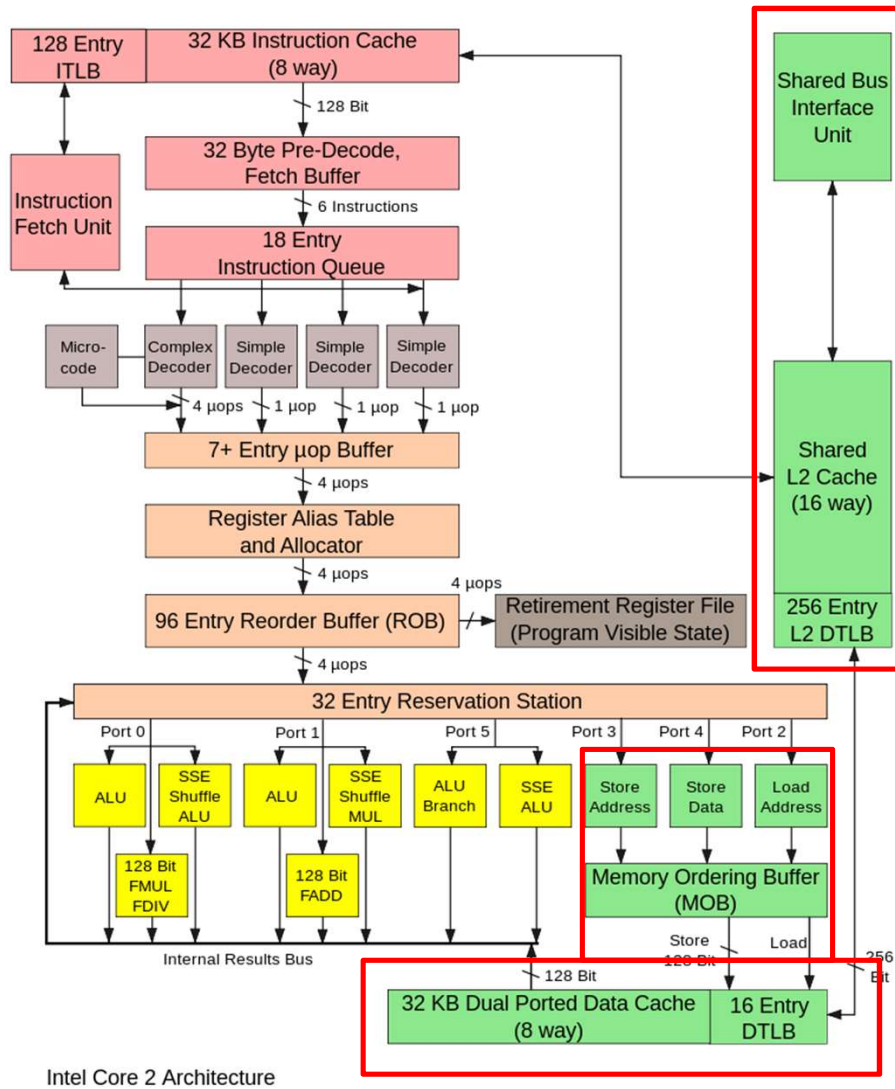 128 Entry
ITLB
32 KB Instruction Cache
(8 way)
128 Bit
32 Byte Pre-Decode,
Fetch Buffer
Instruction
Fetch Unit
6 Instructions
18 Entry
Instruction Queue
Micro-
code
Complex
Decoder
Simple
Decoder
Simple
Decoder
Simple
Decoder
4 µops
1 µop
1 µop
1 µop
7+ Entry µop Buffer
4 µops
Register Alias Table
and Allocator
4 µops
4 µops
96 Entry Reorder Buffer (ROB)
Retirement Register File
(Program Visible State)
4 µops
Shared Bus
Interface
Unit
Shared
L2 Cache
(16 way)
256 Entry
L2 DTLB
32 Entry Reservation Station
Port 0
Port 1
Port 5
Port 3
Port 4
Port 2
ALU
SSE
Shuffle
ALU
ALU
SSE
Shuffle
MUL
ALU
Branch
SSE
ALU
Store
Address
Store
Data
Load
Address
128 Bit
FMUL
FDIV
128 Bit
FADD
Memory Ordering Buffer
(MOB)
Internal Results Bus
Store
128 Bit
Load
256
Bit
128 Bit
32 KB Dual Ported Data Cache
(8 way)
16 Entry
DTLB
Intel Core 2 Architecture